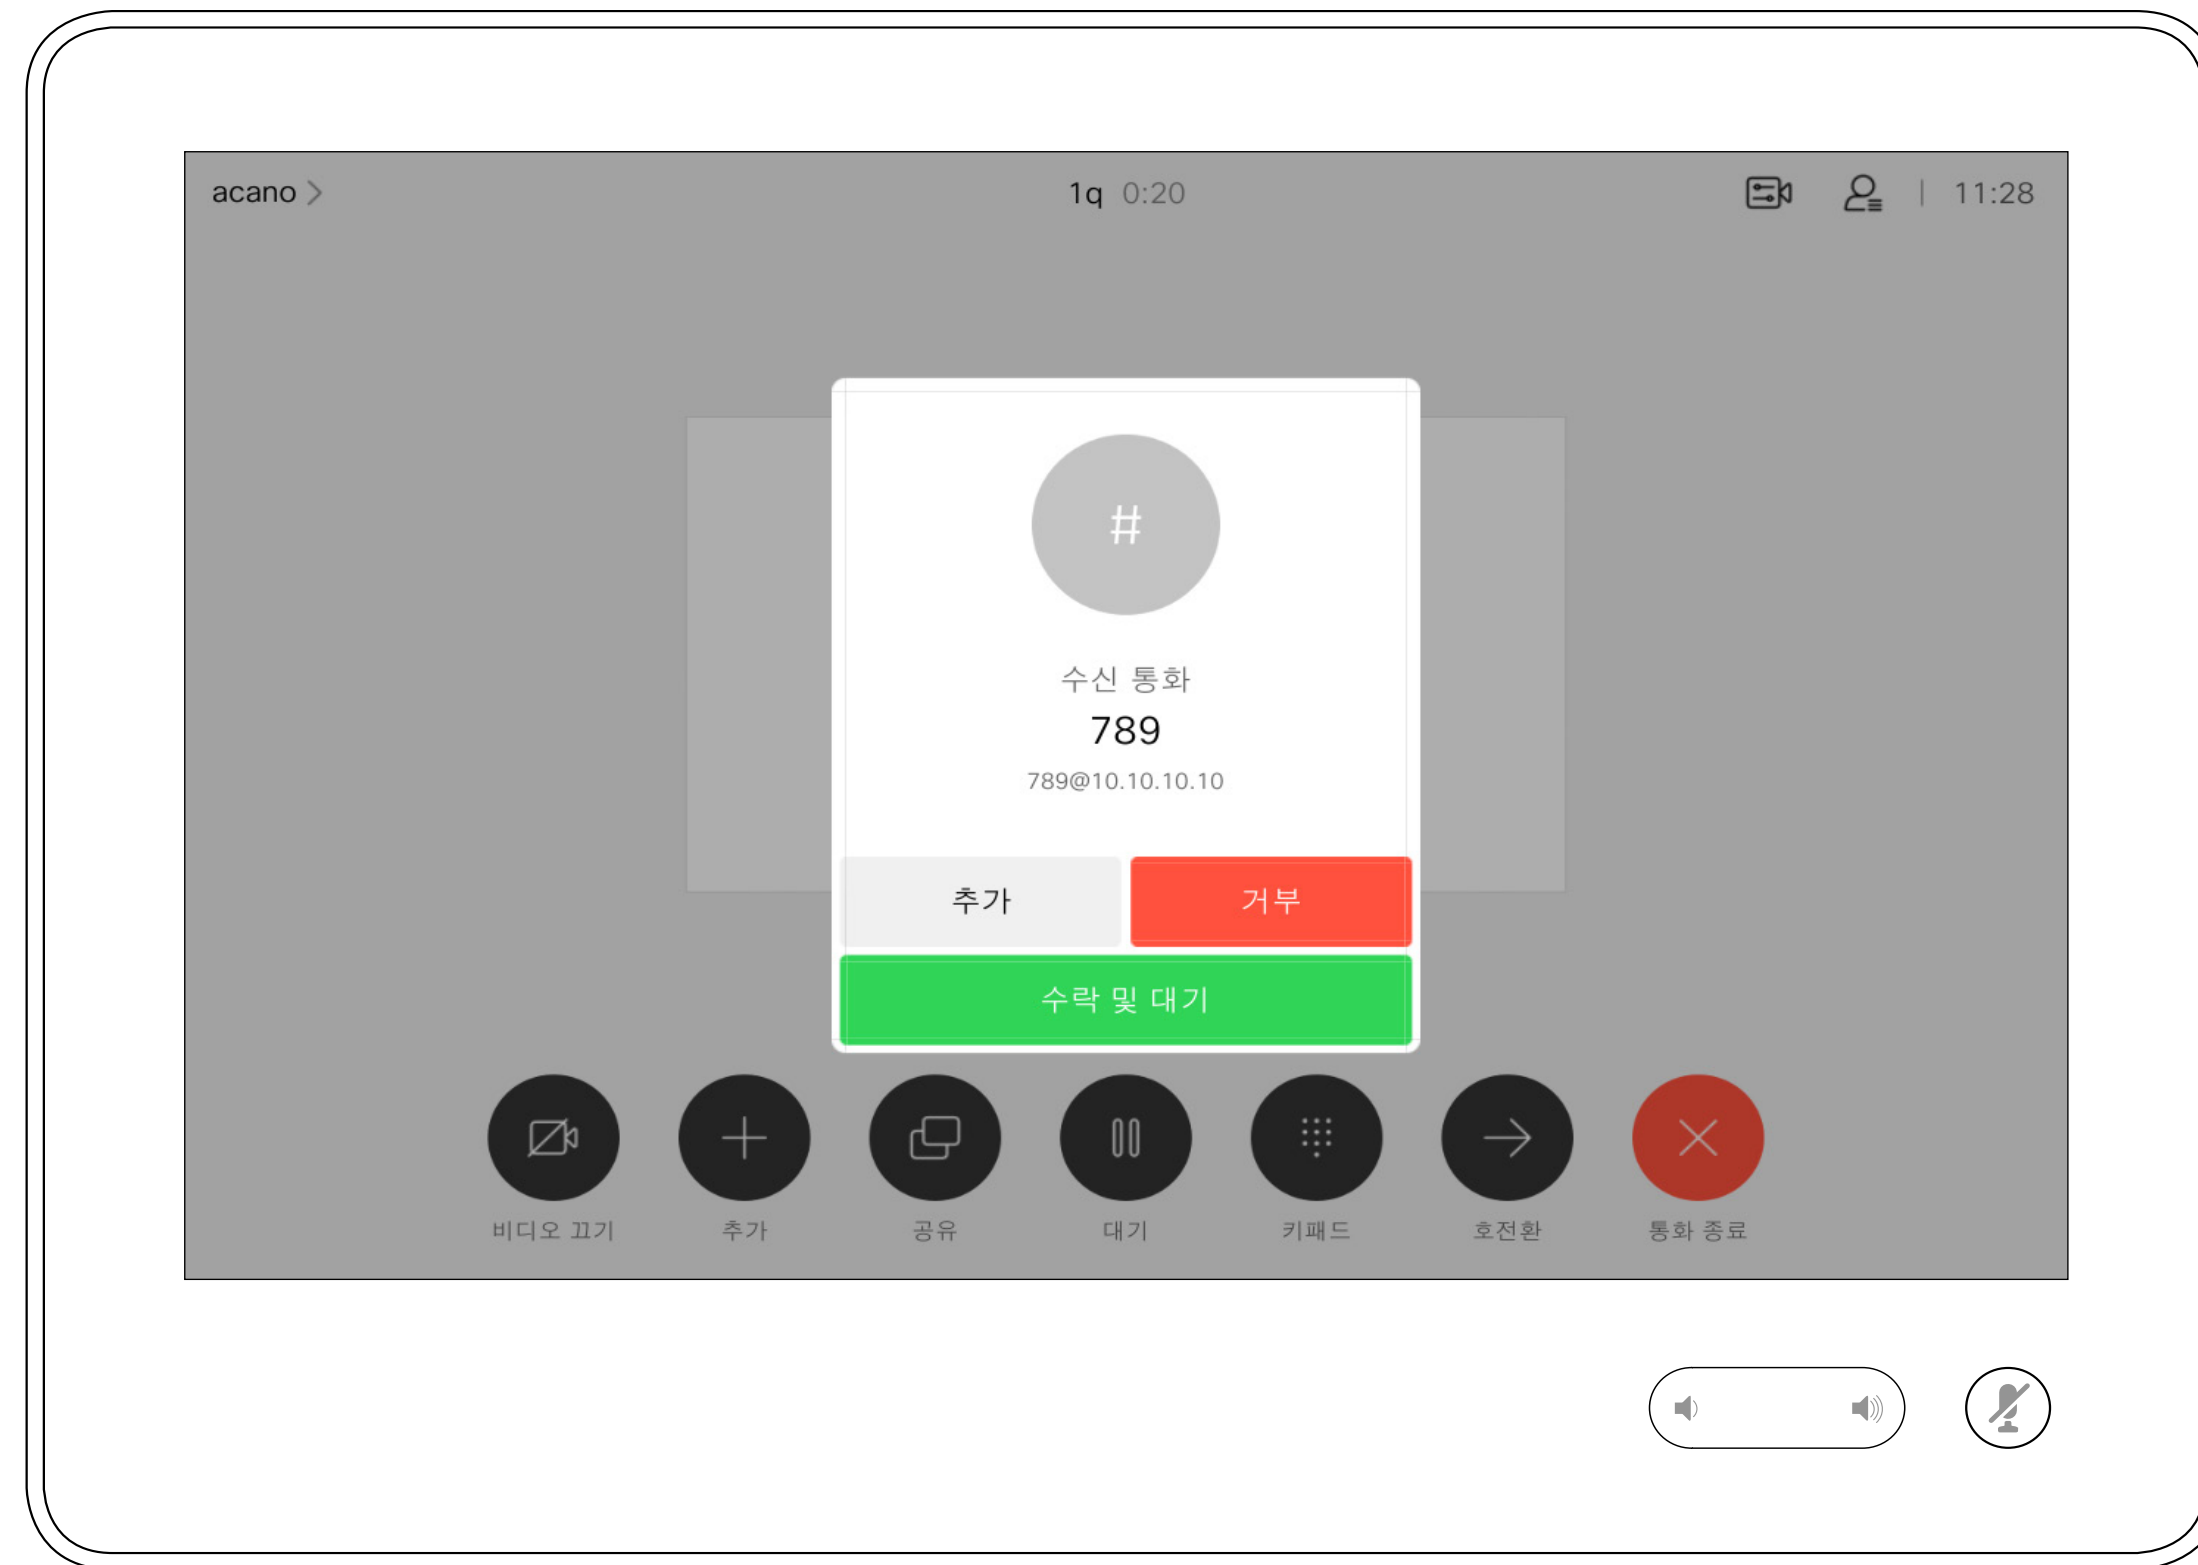 acano
1q 0:20
11:28
#
수신 통화
789
789@10.10.10.10
추가
거부
수락 및 대기
비디오 끄기
추가
공유
대기
키패드
호전환
통화 종료